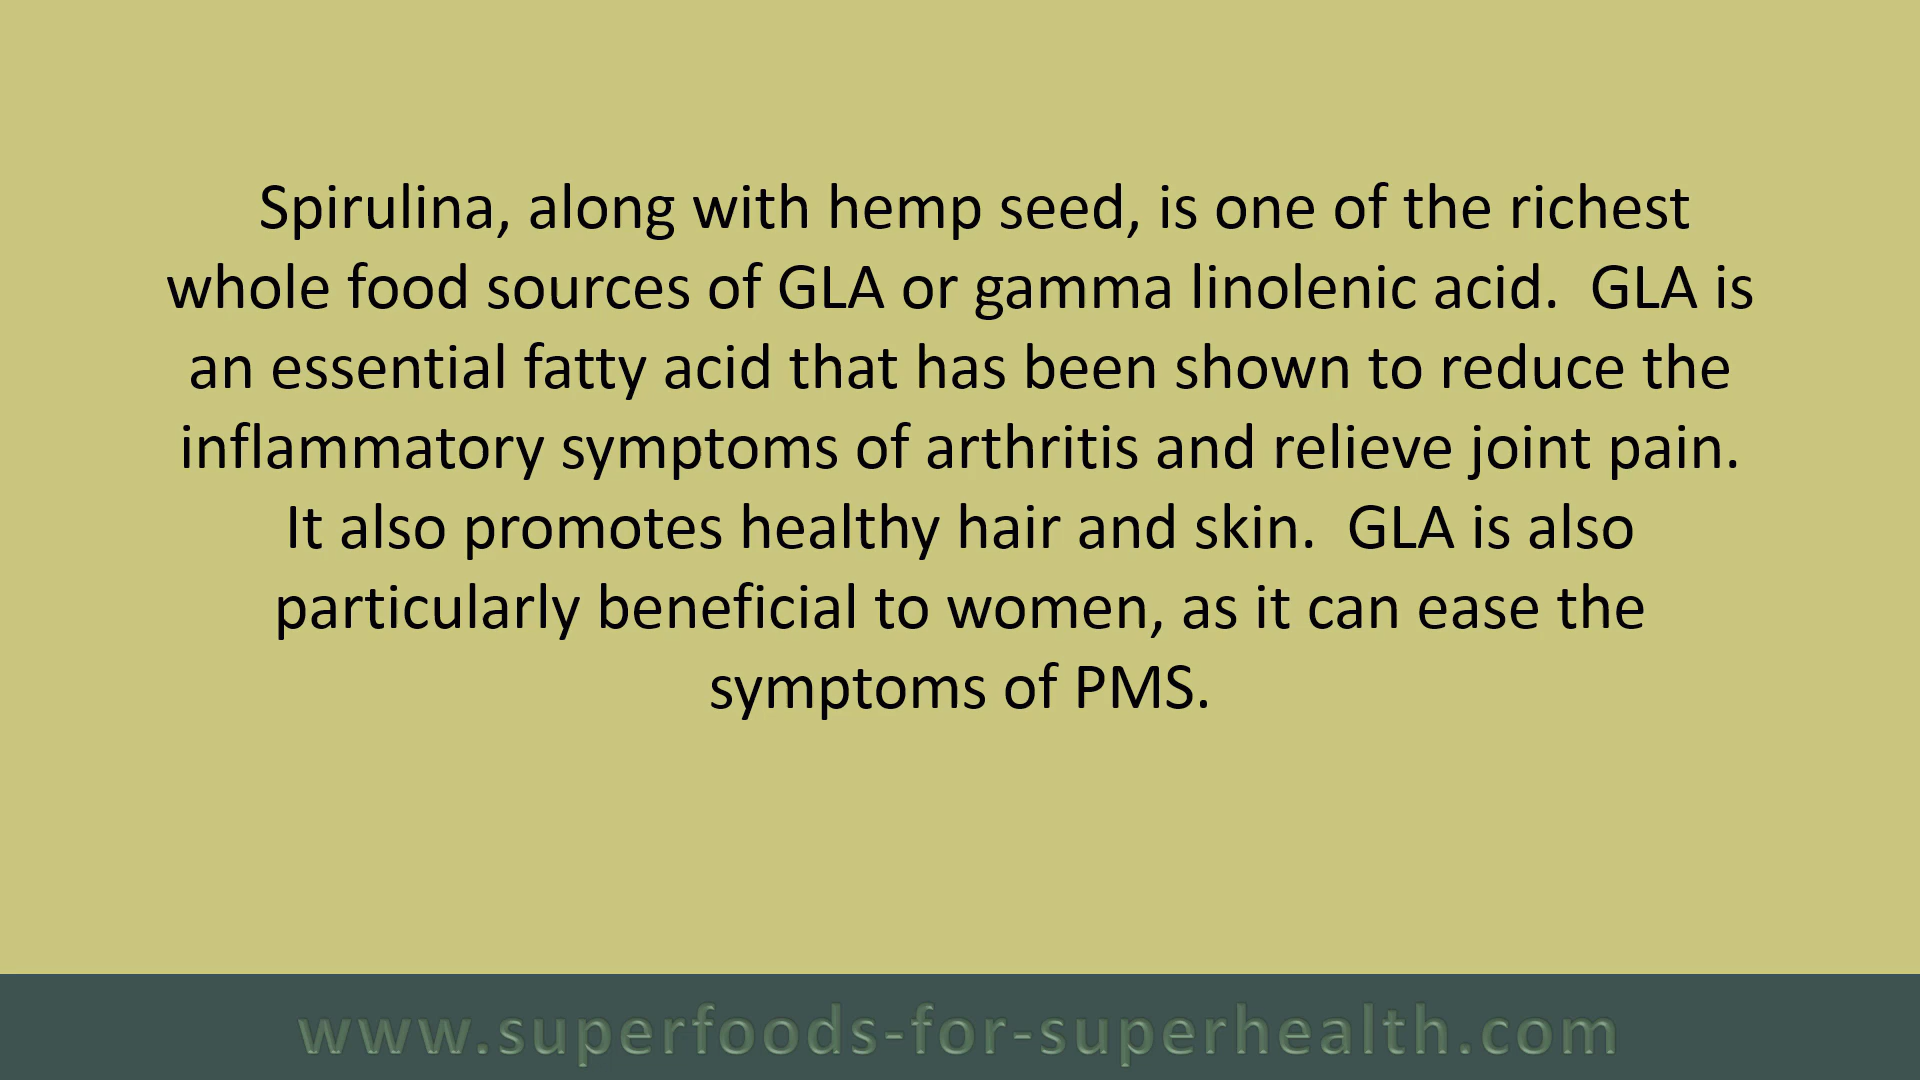 Spirulina, along with hemp seed, is one of the richest
whole food sources of GLA or gamma linolenic acid.  GLA is
an essential fatty acid that has been shown to reduce the
inflammatory symptoms of arthritis and relieve joint pain.
It also promotes healthy hair and skin.  GLA is also
particularly beneficial to women, as it can ease the
symptoms of PMS.
www.superfoods-for-superhealth.com